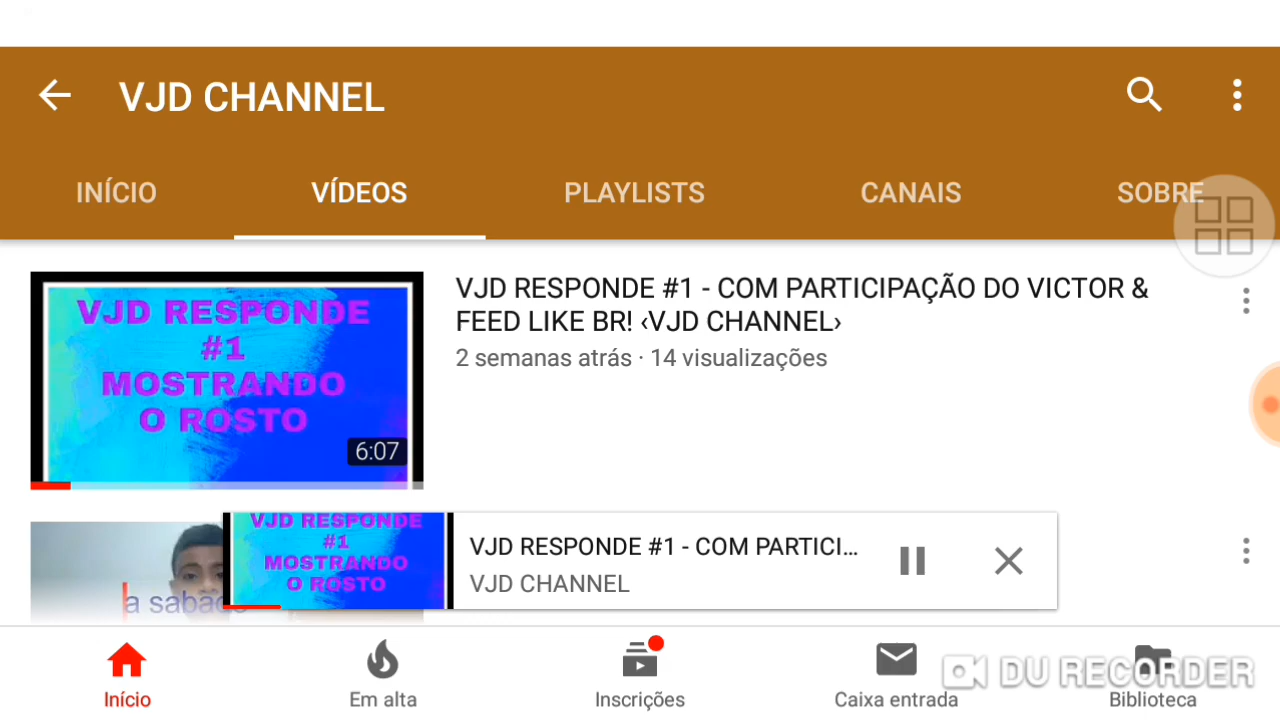 VJD CHANNEL
INÍCIO
VÍDEOS
PLAYLISTS
CANAIS
SOBRE
VJD RESPONDE
#1
MOSTRANDO
O ROSTO
6:07
VJD RESPONDE #1 - COM PARTICIPAÇÃO DO VICTOR &
FEED LIKE BR! ‹VJD CHANNEL›
2 semanas atrás · 14 visualizações
a sabado
VJD RESPONDE
#1
MOSTRANDO
O ROSTO
VJD RESPONDE #1 - COM PARTICI...
VJD CHANNEL
Início
Em alta
Inscrições
Caixa entrada
Biblioteca
DU RECORDER